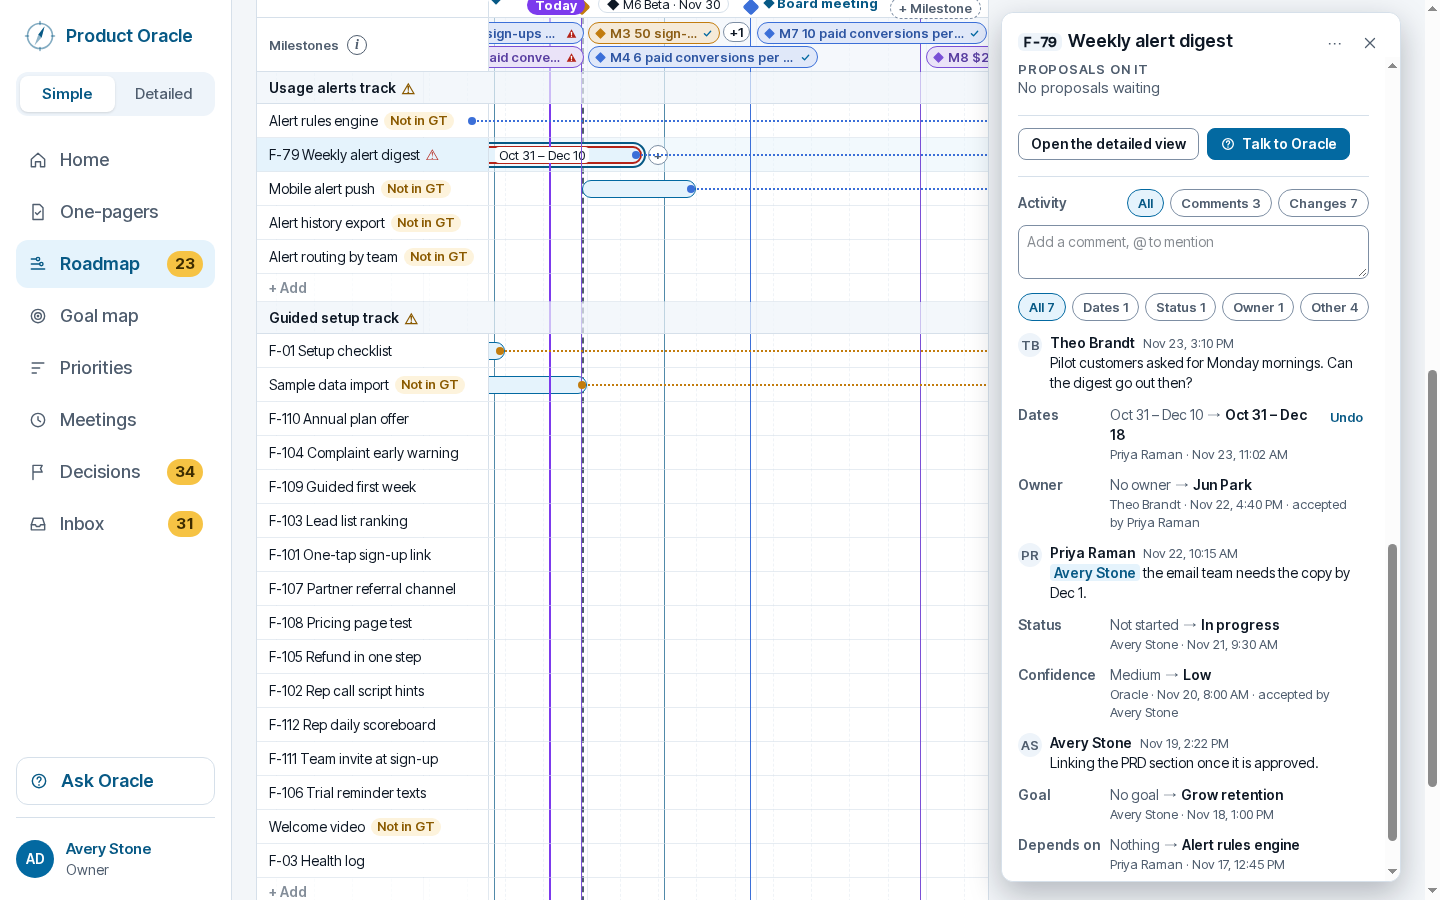 Product Oracle
Simple
Detailed
Home
One-pagers
Roadmap
23
Goal map
Priorities
Meetings
Decisions
34
Inbox
31
Ask Oracle
AD
Avery Stone
Owner
Today
M6 Beta · Nov 30
Board meeting
+ Milestone
Milestones
i
sign-ups ...
M3 50 sign-...
+1
M7 10 paid conversions per...
aid conve...
M4 6 paid conversions per ...
M8 $2
Usage alerts track
Alert rules engine
Not in GT
F-79 Weekly alert digest
Oct 31 – Dec 10
Mobile alert push
Not in GT
Alert history export
Not in GT
Alert routing by team
Not in GT
+ Add
Guided setup track
F-01 Setup checklist
Sample data import
Not in GT
F-110 Annual plan offer
F-104 Complaint early warning
F-109 Guided first week
F-103 Lead list ranking
F-101 One-tap sign-up link
F-107 Partner referral channel
F-108 Pricing page test
F-105 Refund in one step
F-102 Rep call script hints
F-112 Rep daily scoreboard
F-111 Team invite at sign-up
F-106 Trial reminder texts
Welcome video
Not in GT
F-03 Health log
+ Add
F-79 Weekly alert digest
PROPOSALS ON IT
No proposals waiting
Open the detailed view
Talk to Oracle
Activity
All
Comments 3
Changes 7
Add a comment, @ to mention
All 7
Dates 1
Status 1
Owner 1
Other 4
TB
Theo Brandt Nov 23, 3:10 PM
Pilot customers asked for Monday mornings. Can
the digest go out then?
Dates
Oct 31 – Dec 10 → Oct 31 – Dec
18
Undo
Priya Raman · Nov 23, 11:02 AM
Owner
No owner → Jun Park
Theo Brandt · Nov 22, 4:40 PM · accepted
by Priya Raman
PR
Priya Raman Nov 22, 10:15 AM
Avery Stone the email team needs the copy by
Dec 1.
Status
Not started → In progress
Avery Stone · Nov 21, 9:30 AM
Confidence
Medium → Low
Oracle · Nov 20, 8:00 AM · accepted by
Avery Stone
AS
Avery Stone Nov 19, 2:22 PM
Linking the PRD section once it is approved.
Goal
No goal → Grow retention
Avery Stone · Nov 18, 1:00 PM
Depends on
Nothing → Alert rules engine
Priya Raman · Nov 17, 12:45 PM